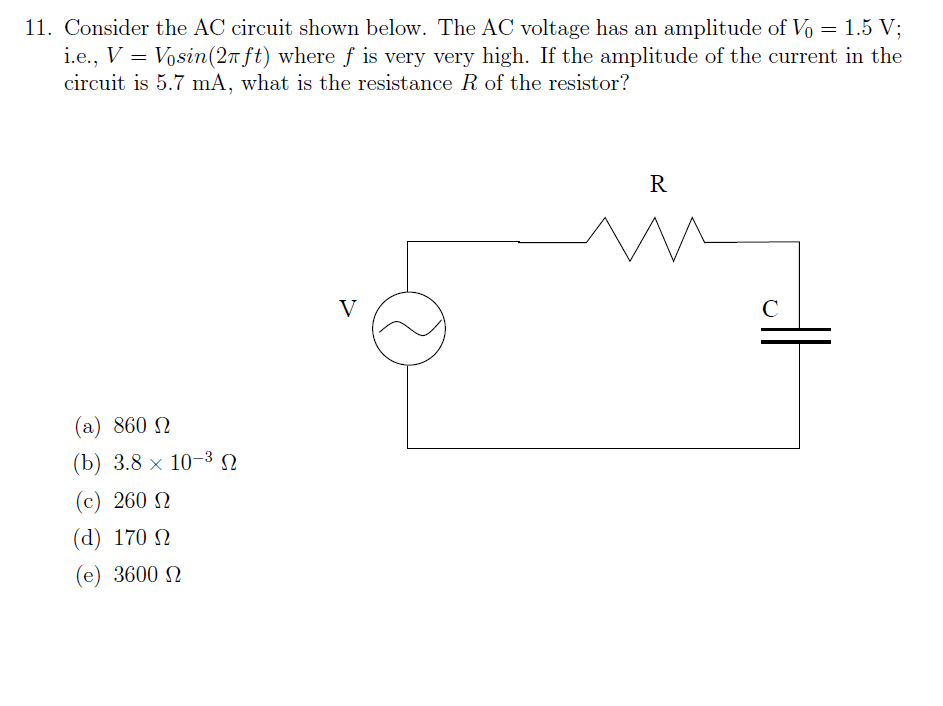 11. Consider the AC circuit shown below. The AC voltage has an amplitude of V₀ = 1.5 V;
i.e., V = V₀sin(2πft) where f is very very high. If the amplitude of the current in the
circuit is 5.7 mA, what is the resistance R of the resistor?
R
V
C
(a) 860 Ω
(b) 3.8 × 10⁻³ Ω
(c) 260 Ω
(d) 170 Ω
(e) 3600 Ω